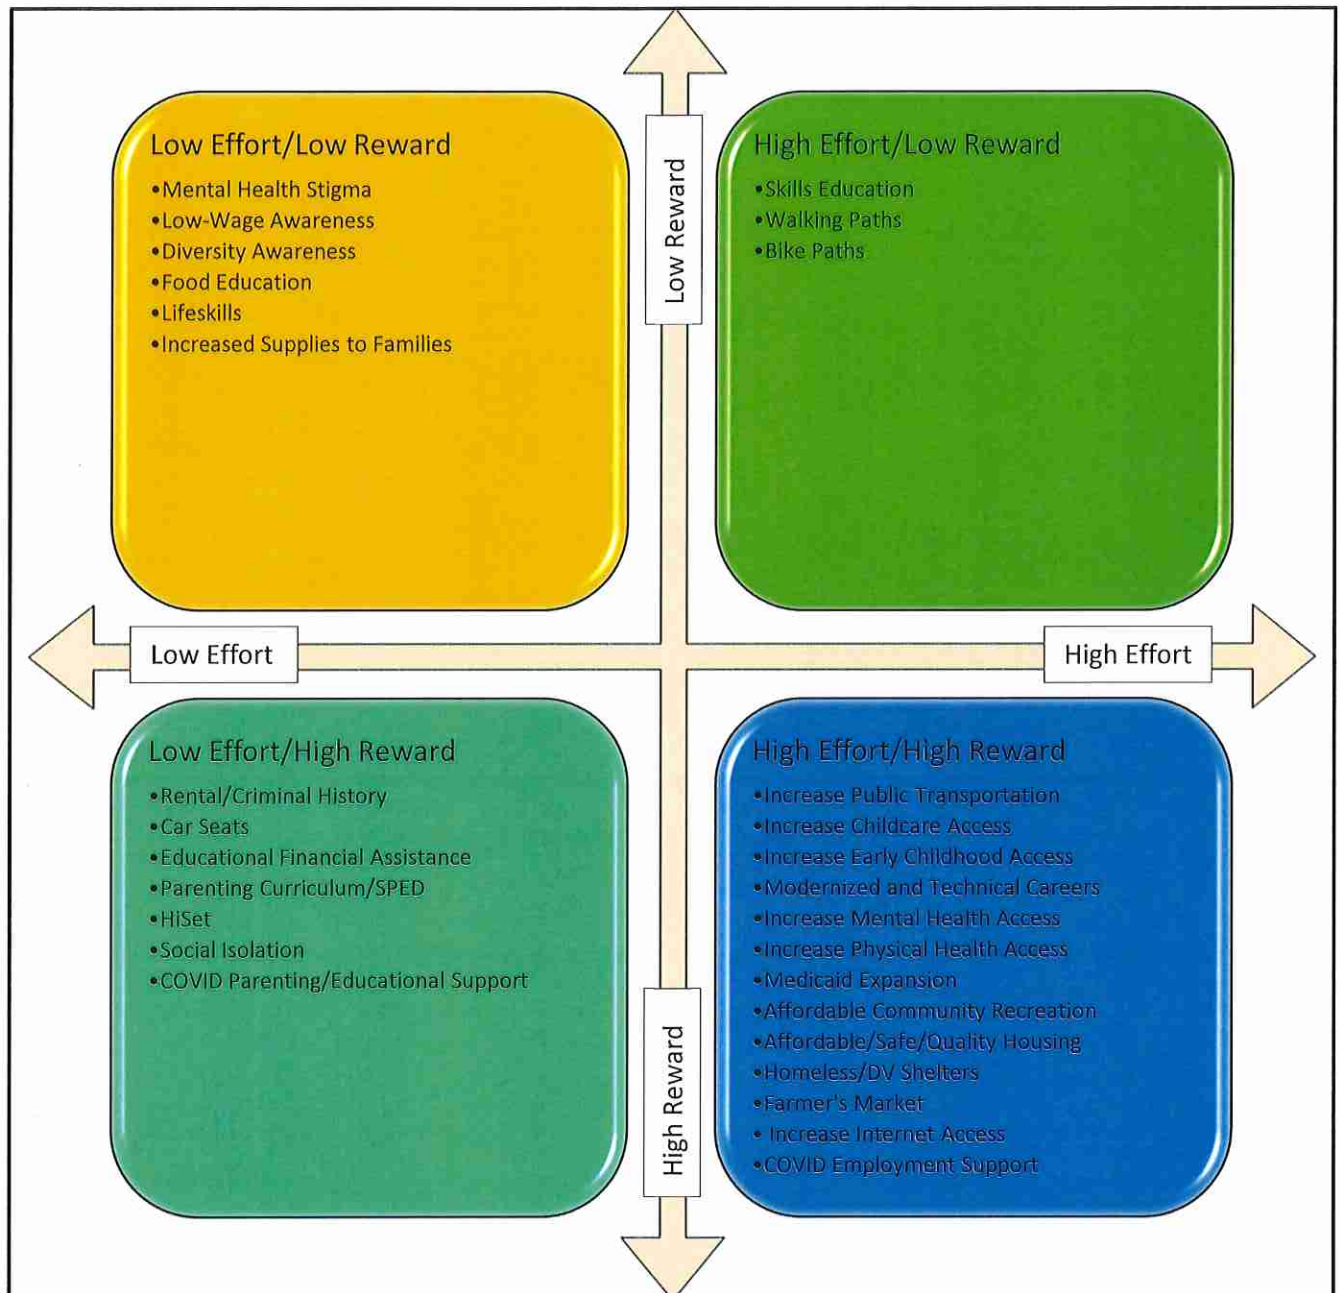 Low Effort/Low Reward
•Mental Health Stigma
•Low-Wage Awareness
•Diversity Awareness
•Food Education
•Lifeskills
•Increased Supplies to Families
Low Reward
High Effort/Low Reward
•Skills Education
•Walking Paths
•Bike Paths
Low Effort
High Effort
Low Effort/High Reward
•Rental/Criminal History
•Car Seats
•Educational Financial Assistance
•Parenting Curriculum/SPED
•HiSet
•Social Isolation
•COVID Parenting/Educational Support
High Reward
High Effort/High Reward
•Increase Public Transportation
•Increase Childcare Access
•Increase Early Childhood Access
•Modernized and Technical Careers
•Increase Mental Health Access
•Increase Physical Health Access
•Medicaid Expansion
•Affordable Community Recreation
•Affordable/Safe/Quality Housing
•Homeless/DV Shelters
•Farmer's Market
• Increase Internet Access
•COVID Employment Support